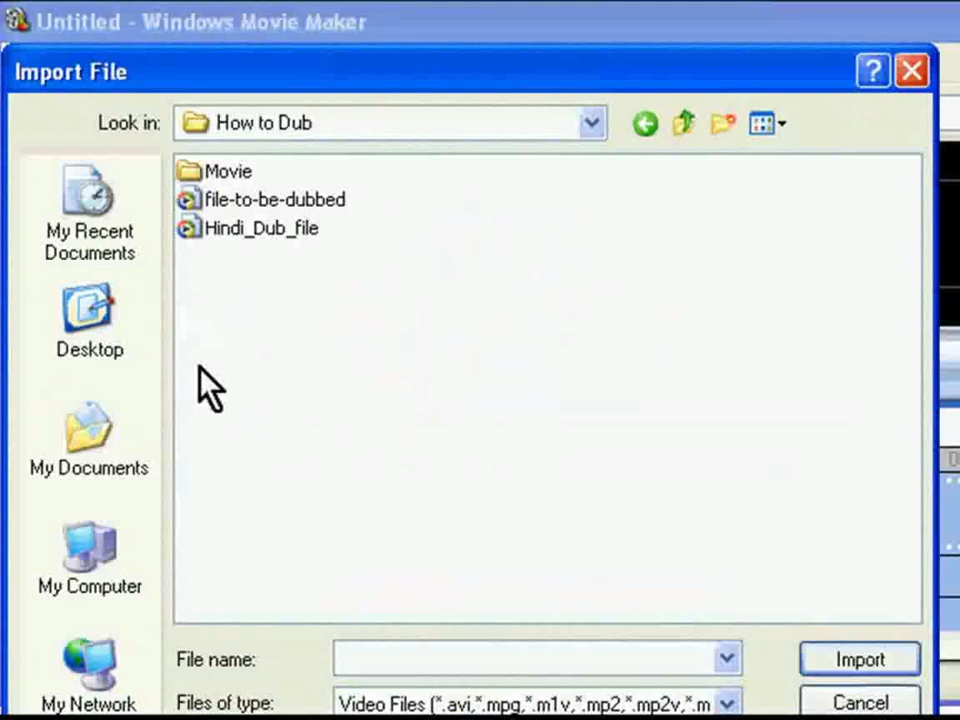 Untitled - Windows Movie Maker
Import File
?
Look in:
How to Dub
Movie
file-to-be-dubbed
Hindi_Dub_file
My Recent
Documents
Desktop
My Documents
My Computer
My Network
File name:
Import
Files of type:
Video Files (*.avi,*.mpg,*.m1v,*.mp2,*.mp2v,*.m
Cancel